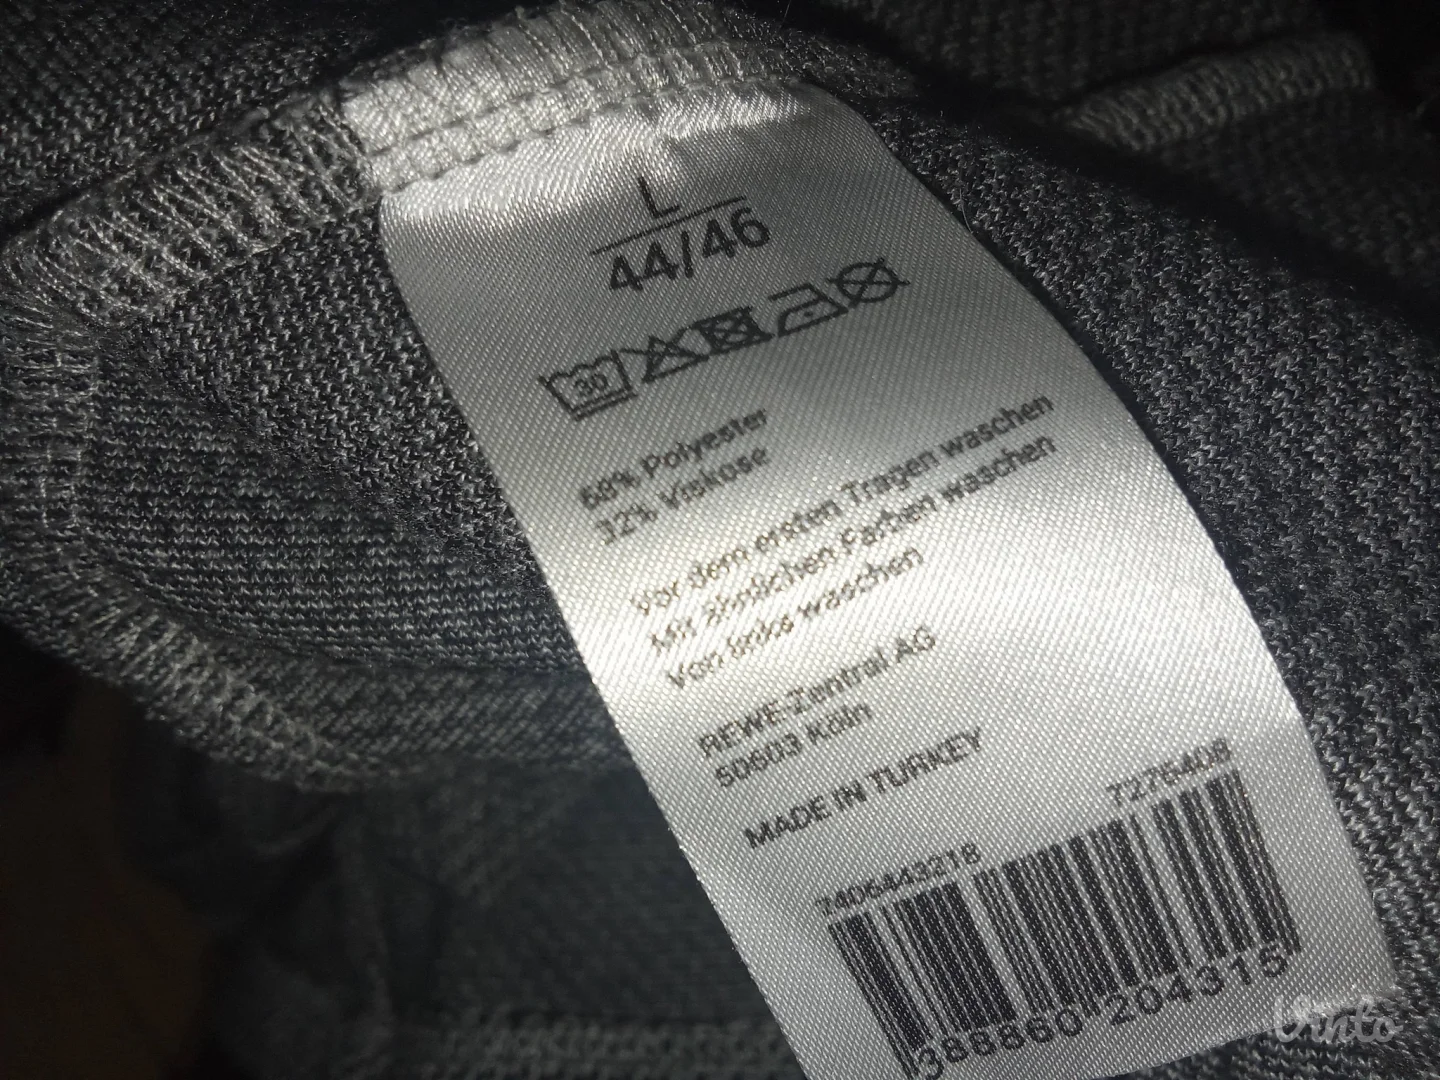 L
44/46
30
68% Polyester
32% Viskose
Vor dem ersten Tragen waschen
Mit ähnlichen Farben waschen
Von links waschen
REWE-Zentral AG
50603 Köln
MADE IN TURKEY
7276408
7406443218
388860 204315